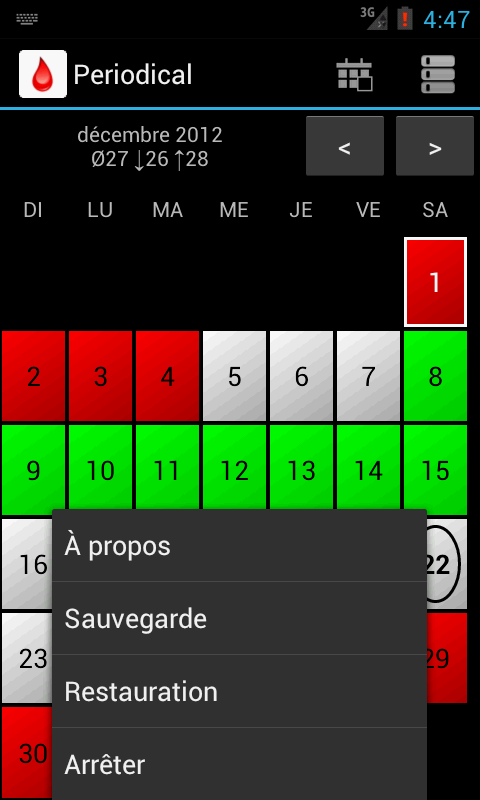 3G 4:47
Periodical
décembre 2012
Ø27 ↓26 ↑28
< >
DI LU MA ME JE VE SA
1
2 3 4 5 6 7 8
9 10 11 12 13 14 15
16 22
À propos
Sauvegarde
23 29
Restauration
30
Arrêter